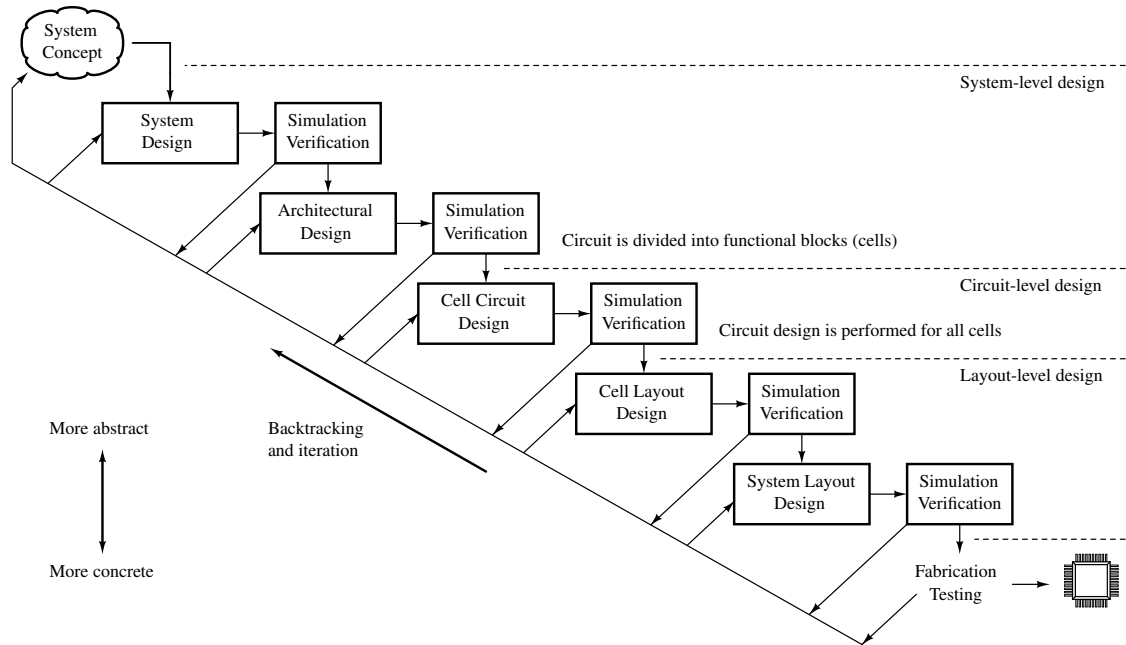 System
Concept
System-level design
System
Design
Simulation
Verification
Architectural
Design
Simulation
Verification
Circuit is divided into functional blocks (cells)
Circuit-level design
Cell Circuit
Design
Simulation
Verification
Circuit design is performed for all cells
Layout-level design
Cell Layout
Design
Simulation
Verification
More abstract
Backtracking
and iteration
System Layout
Design
Simulation
Verification
More concrete
Fabrication
Testing